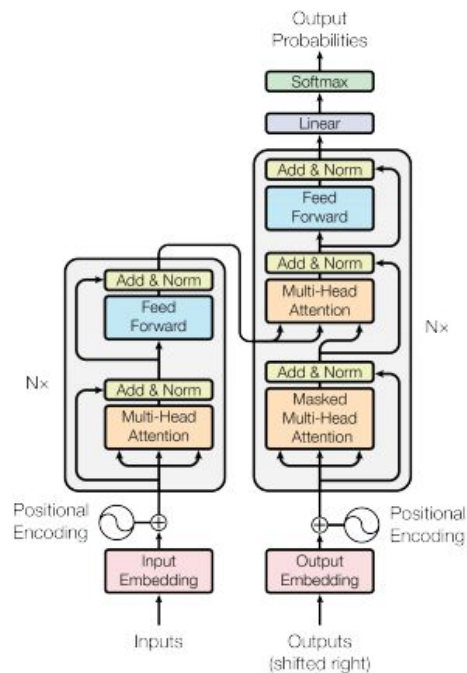 Output
Probabilities
Softmax
Linear
Add & Norm
Feed
Forward
Add & Norm
Multi-Head
Attention
Add & Norm
Masked
Multi-Head
Attention
N×
Add & Norm
Feed
Forward
Add & Norm
Multi-Head
Attention
N×
Positional
Encoding
Positional
Encoding
Input
Embedding
Output
Embedding
Inputs
Outputs
(shifted right)